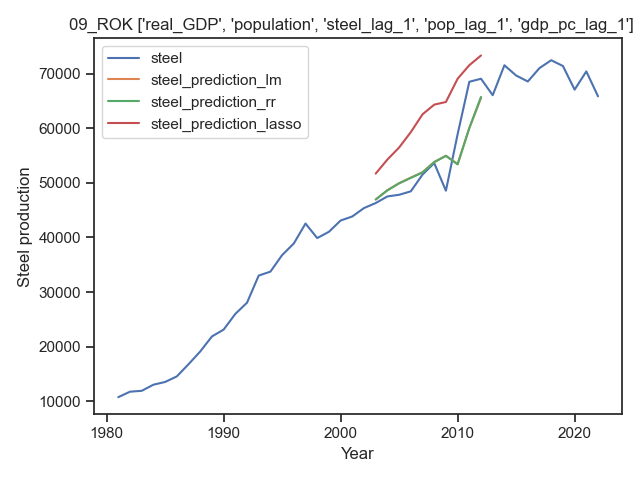 09_ROK ['real_GDP', 'population', 'steel_lag_1', 'pop_lag_1', 'gdp_pc_lag_1']
steel
steel_prediction_lm
steel_prediction_rr
steel_prediction_lasso
70000
60000
50000
40000
30000
20000
10000
Steel production
1980
1990
2000
2010
2020
Year